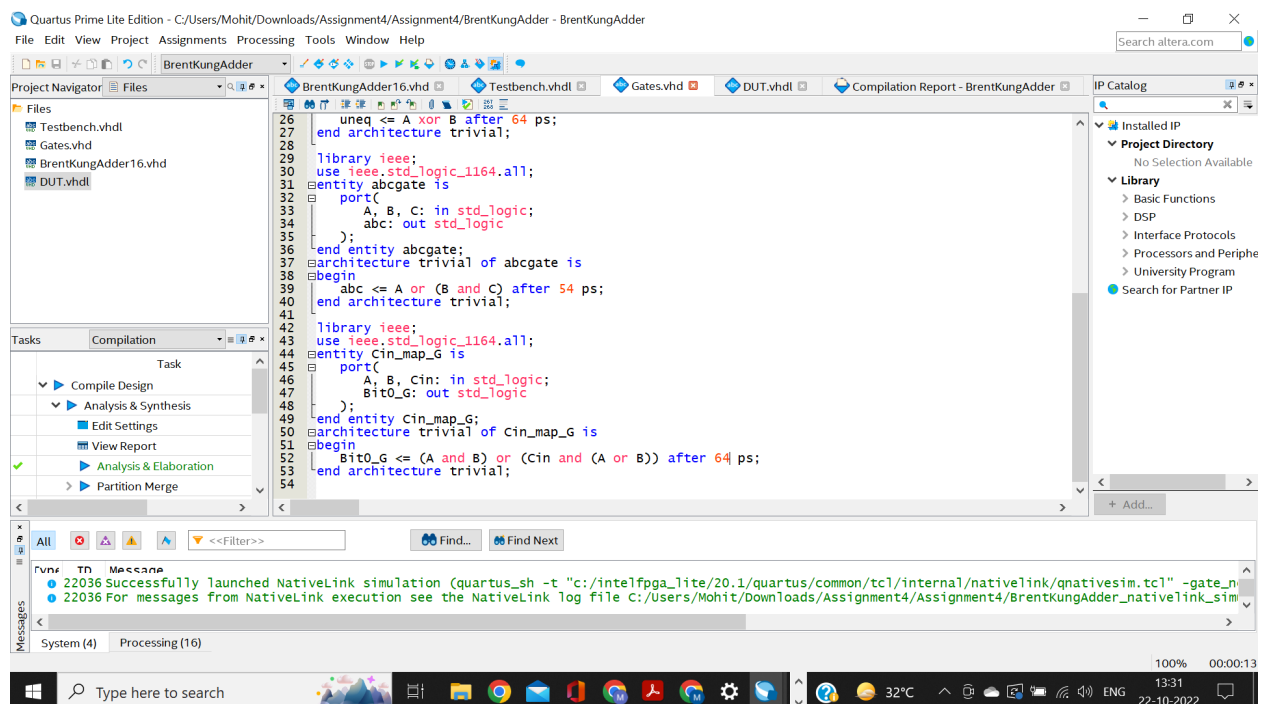 Quartus Prime Lite Edition - C:/Users/Mohit/Downloads/Assignment4/Assignment4/BrentKungAdder - BrentKungAdder
File Edit View Project Assignments Processing Tools Window Help
Search altera.com
BrentKungAdder
Project Navigator Files
BrentKungAdder16.vhd Testbench.vhdl Gates.vhd DUT.vhdl Compilation Report - BrentKungAdder
IP Catalog
Files
Testbench.vhdl
Gates.vhd
BrentKungAdder16.vhd
DUT.vhdl
26 uneq <= A xor B after 64 ps;
27 end architecture trivial;
28
29 library ieee;
30 use ieee.std_logic_1164.all;
31 entity abcgate is
32 port(
33 A, B, C: in std_logic;
34 abc: out std_logic
35 );
36 end entity abcgate;
37 architecture trivial of abcgate is
38 begin
39 abc <= A or (B and C) after 54 ps;
40 end architecture trivial;
41
42 library ieee;
43 use ieee.std_logic_1164.all;
44 entity Cin_map_G is
45 port(
46 A, B, Cin: in std_logic;
47 Bit0_G: out std_logic
48 );
49 end entity Cin_map_G;
50 architecture trivial of Cin_map_G is
51 begin
52 Bit0_G <= (A and B) or (Cin and (A or B)) after 64 ps;
53 end architecture trivial;
54
Installed IP
Project Directory
No Selection Available
Library
Basic Functions
DSP
Interface Protocols
Processors and Periphe
University Program
Search for Partner IP
+ Add...
Tasks Compilation
Task
Compile Design
Analysis & Synthesis
Edit Settings
View Report
Analysis & Elaboration
Partition Merge
All <<Filter>> Find... Find Next
Type ID Message
22036 Successfully launched NativeLink simulation (quartus_sh -t "c:/intelfpga_lite/20.1/quartus/common/tcl/internal/nativelink/qnativesim.tcl" -gate_n
22036 For messages from NativeLink execution see the NativeLink log file C:/Users/Mohit/Downloads/Assignment4/Assignment4/BrentKungAdder_nativelink_sim
Messages
System (4) Processing (16)
100% 00:00:13
Type here to search
32°C
ENG
13:31
22-10-2022